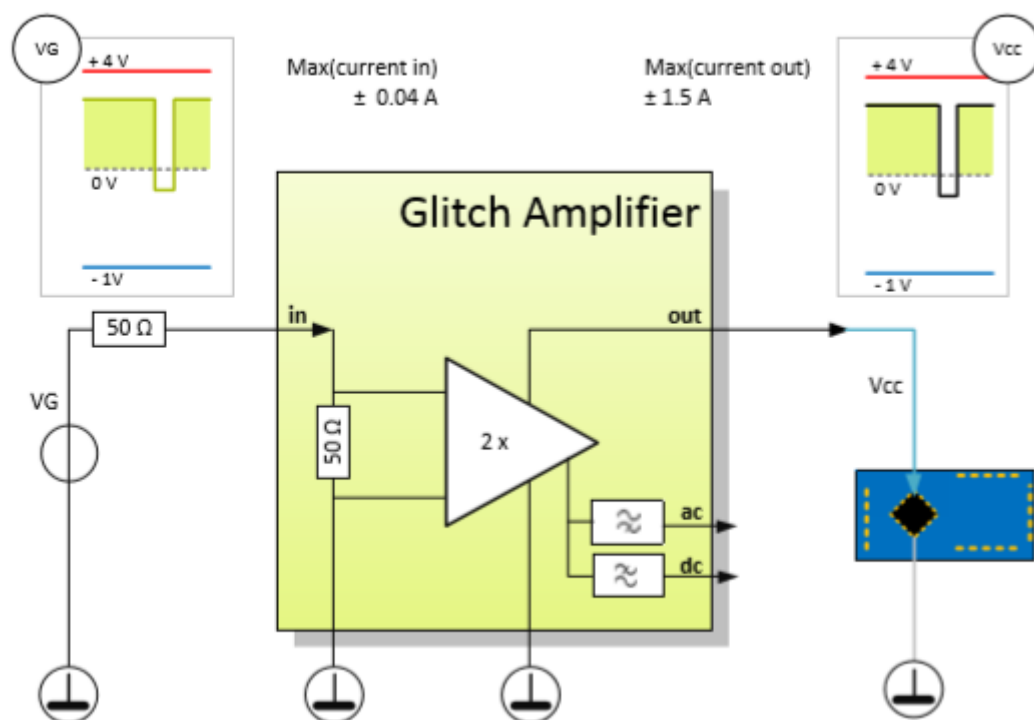 VG
+ 4 V
0 V
- 1V
Max(current in)
± 0.04 A
Max(current out)
± 1.5 A
Vcc
+ 4 V
0 V
- 1 V
Glitch Amplifier
50 Ω
in
out
VG
50 Ω
2 x
Vcc
ac
dc